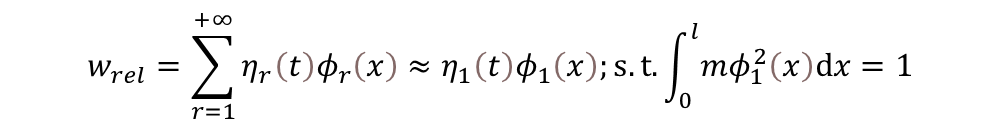 w_{rel} = \sum_{r=1}^{+\infty} \eta_r(t)\phi_r(x) \approx \eta_1(t)\phi_1(x); s.t. \int_0^l m\phi_1^2(x)dx = 1